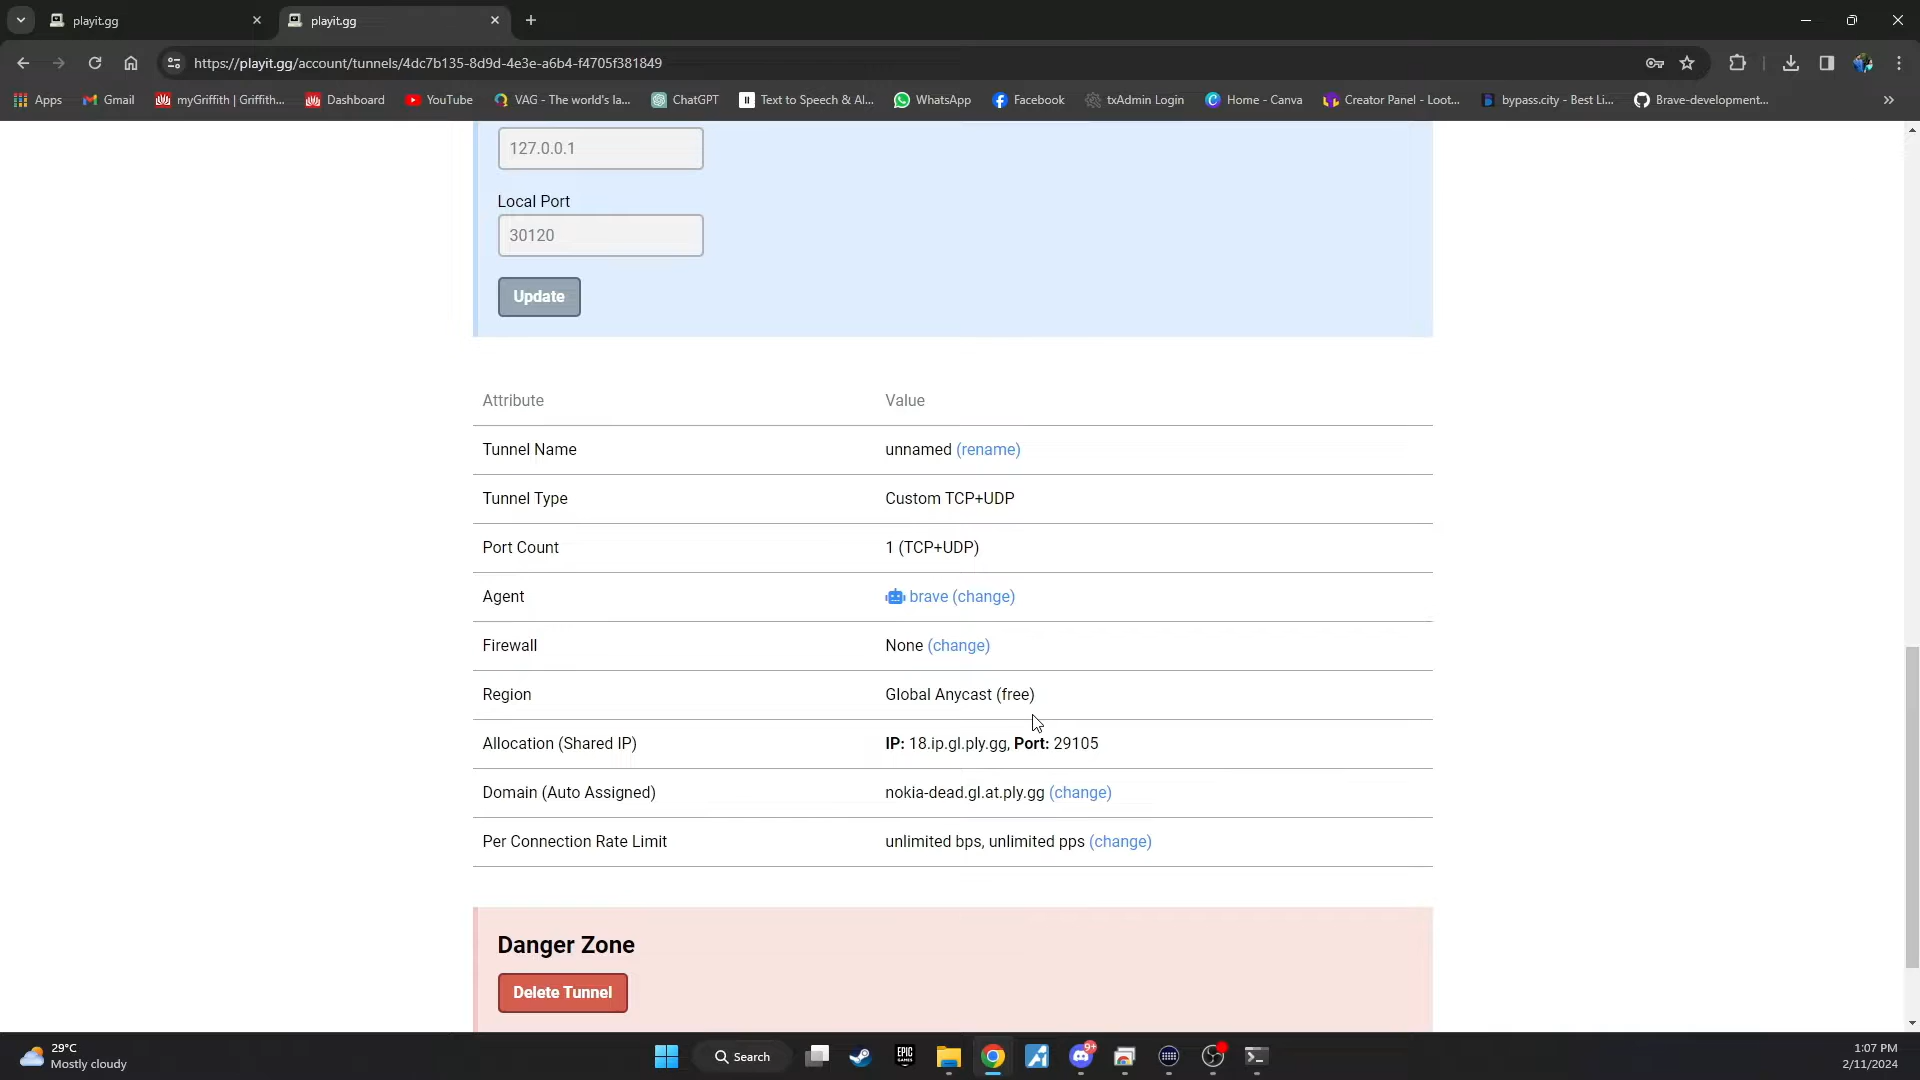 playit.gg
playit.gg
https://playit.gg/account/tunnels/4dc7b135-8d9d-4e3e-a6b4-f4705f381849
Apps Gmail myGriffith | Griffith... Dashboard YouTube VAG - The world's la... ChatGPT Text to Speech & Al... WhatsApp Facebook txAdmin Login Home - Canva Creator Panel - Loot... bypass.city - Best Li... Brave-development... »
127.0.0.1
Local Port
30120
Update
Attribute Value
Tunnel Name unnamed (rename)
Tunnel Type Custom TCP+UDP
Port Count 1 (TCP+UDP)
Agent brave (change)
Firewall None (change)
Region Global Anycast (free)
Allocation (Shared IP) IP: 18.ip.gl.ply.gg, Port: 29105
Domain (Auto Assigned) nokia-dead.gl.at.ply.gg (change)
Per Connection Rate Limit unlimited bps, unlimited pps (change)
Danger Zone
Delete Tunnel
29°C
Mostly cloudy
Search
EPIC
GAMES
9+
1:07 PM
2/11/2024